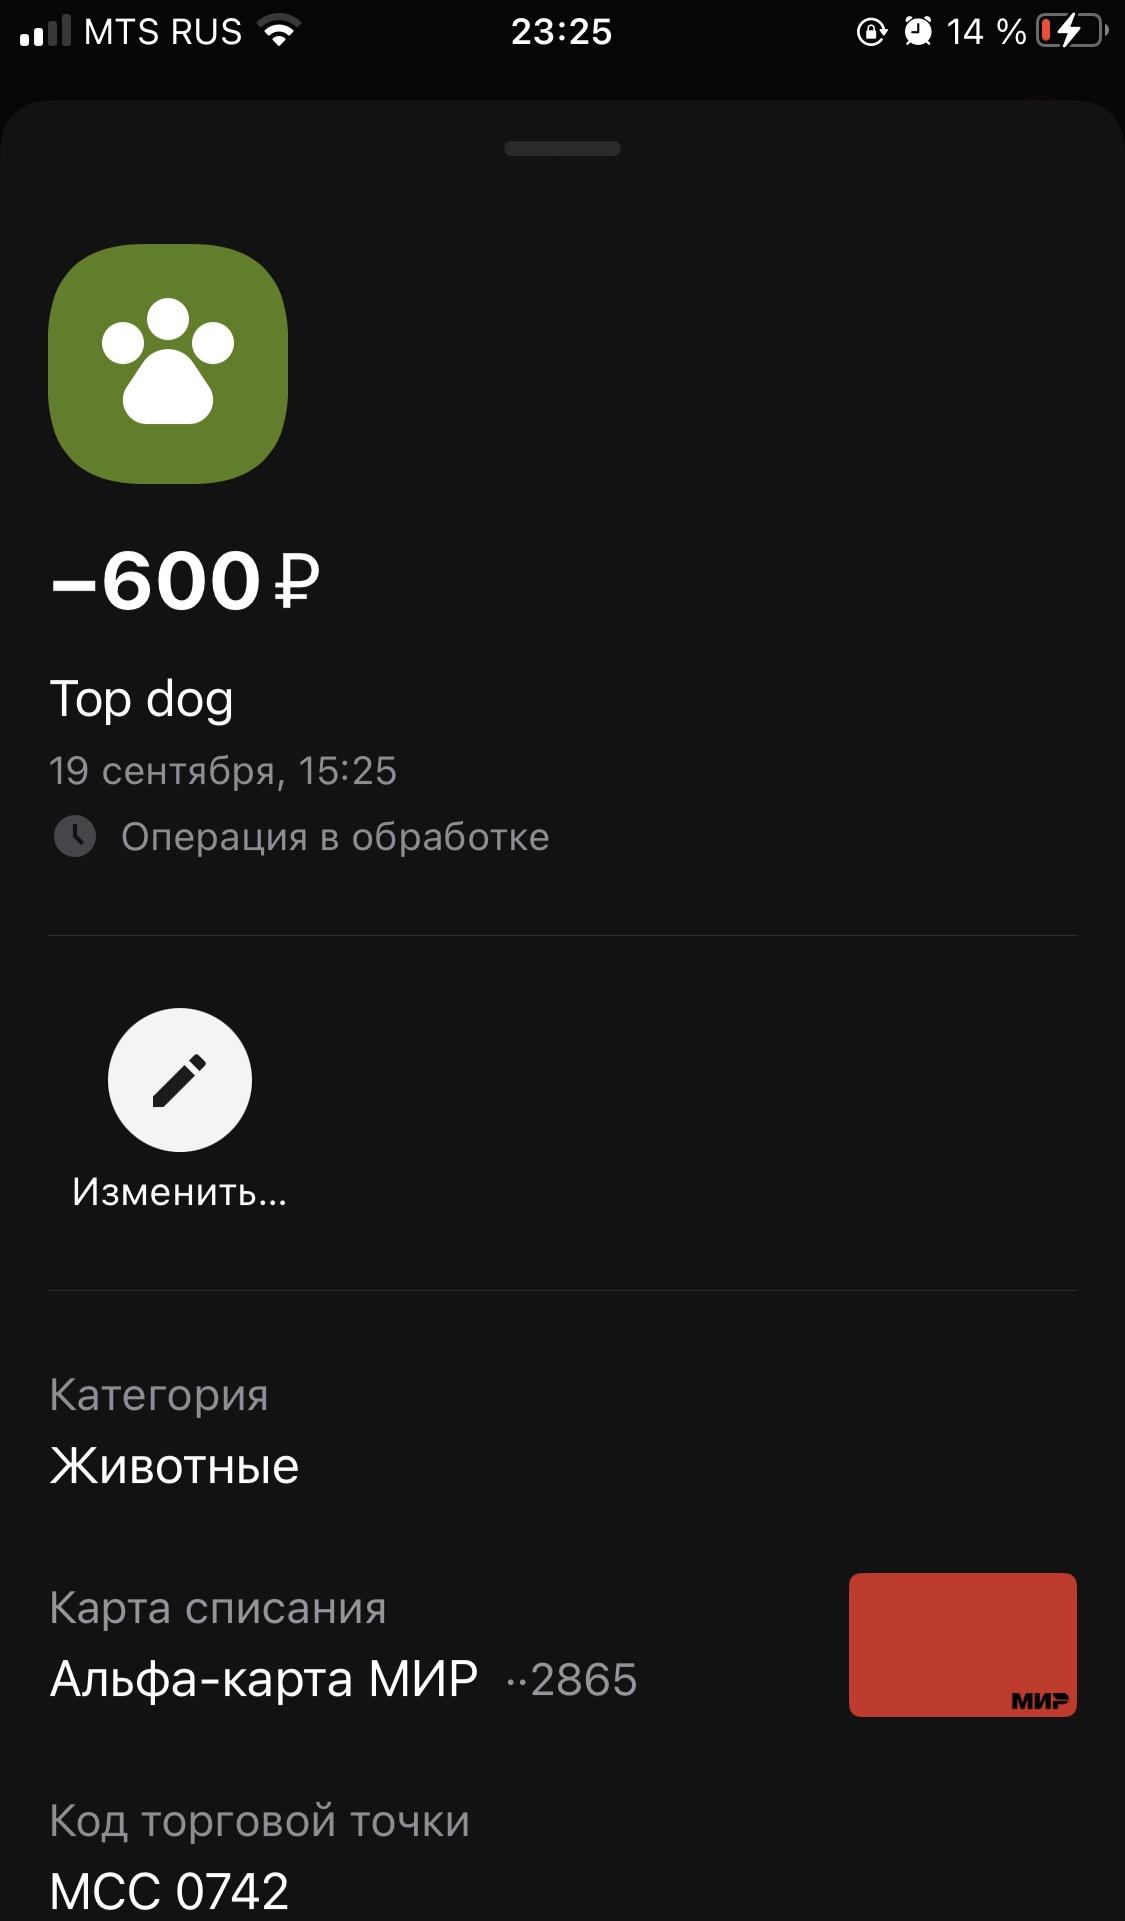 MTS RUS 23:25 14 %
–600 ₽
Top dog
19 сентября, 15:25
Операция в обработке
Изменить...
Категория
Животные
Карта списания
Альфа-карта МИР ··2865
МИР
Код торговой точки
MCC 0742